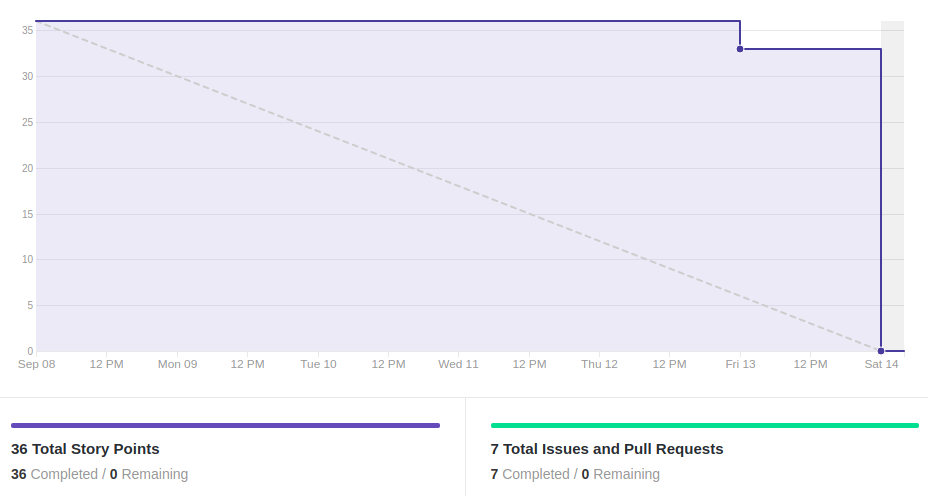 35
30
25
20
15
10
5
0
Sep 08 12 PM Mon 09 12 PM Tue 10 12 PM Wed 11 12 PM Thu 12 12 PM Fri 13 12 PM Sat 14
36 Total Story Points
36 Completed / 0 Remaining
7 Total Issues and Pull Requests
7 Completed / 0 Remaining